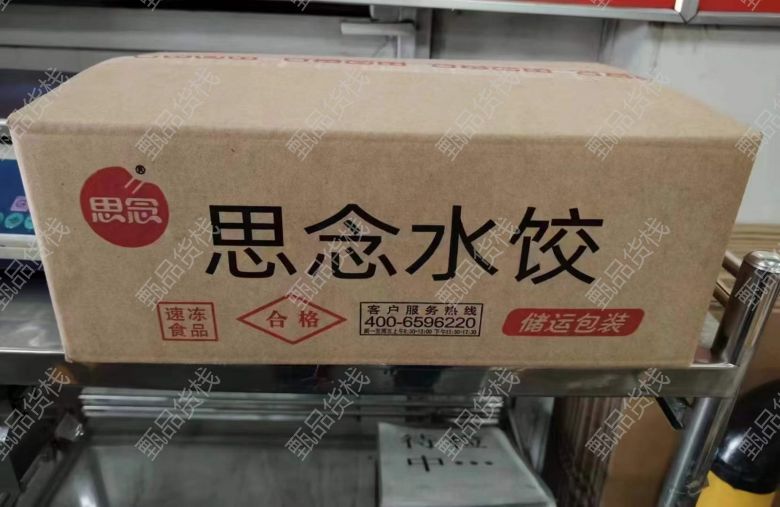 思念®
思念水饺
速冻
食品
合格
客户服务热线
400-6596220
储运包装
中...
甄品货栈